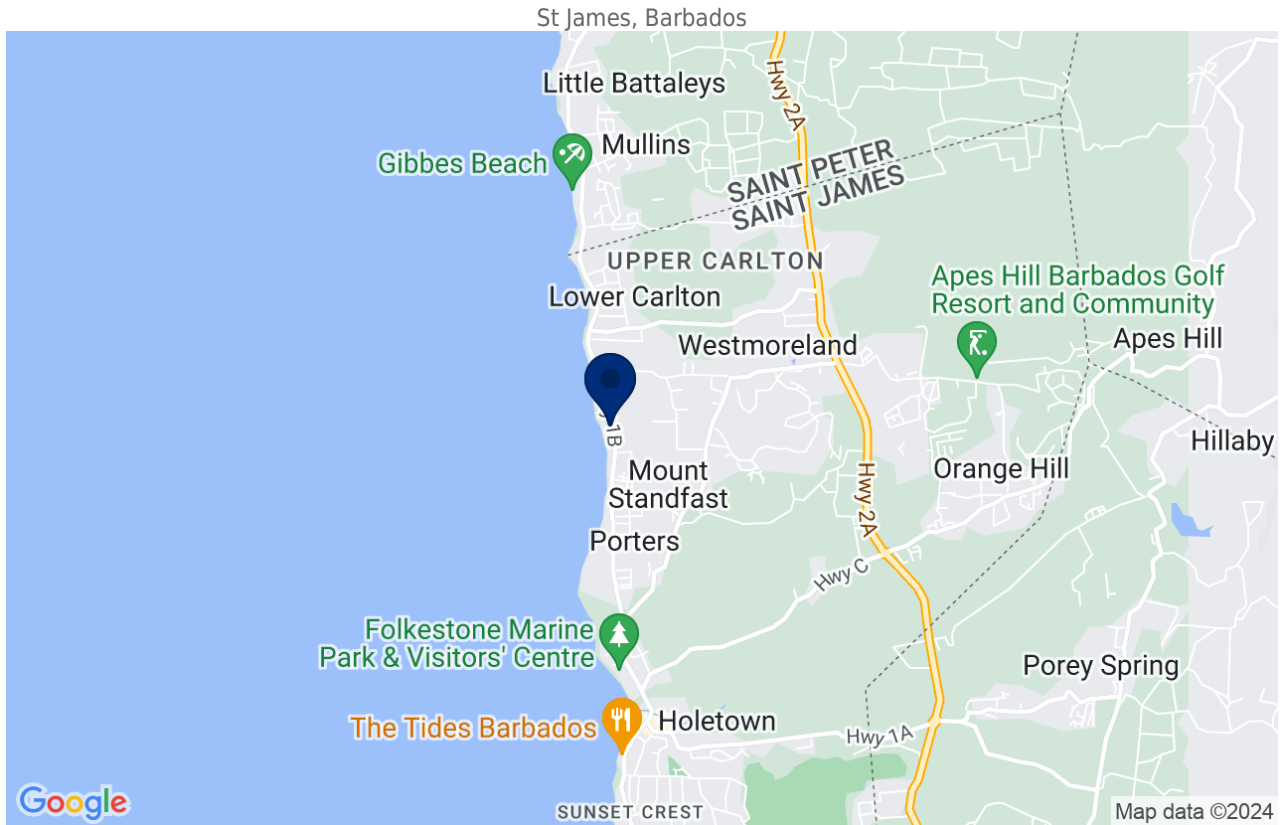 St James, Barbados
Little Battaleys
Hwy 2A
Mullins
Gibbes Beach
SAINT PETER
SAINT JAMES
UPPER CARLTON
Lower Carlton
Apes Hill Barbados Golf
Resort and Community
Westmoreland
Apes Hill
1B
Hillaby
Mount
Standfast
Orange Hill
Hwy 2A
Porters
Hwy C
Folkestone Marine
Park & Visitors' Centre
Porey Spring
The Tides Barbados
Holetown
Hwy 1A
Google
SUNSET CREST
Map data ©2024